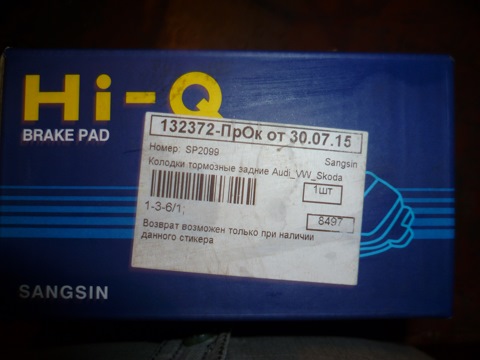 Hi-Q
BRAKE PAD
132372-ПрОк от 30.07.15
Номер: SP2099 Sangsin
Колодки тормозные задние Audi_VW_Skoda
1шт
1-3-6/1;
8497
Возврат возможен только при наличии
данного стикера
SANGSIN